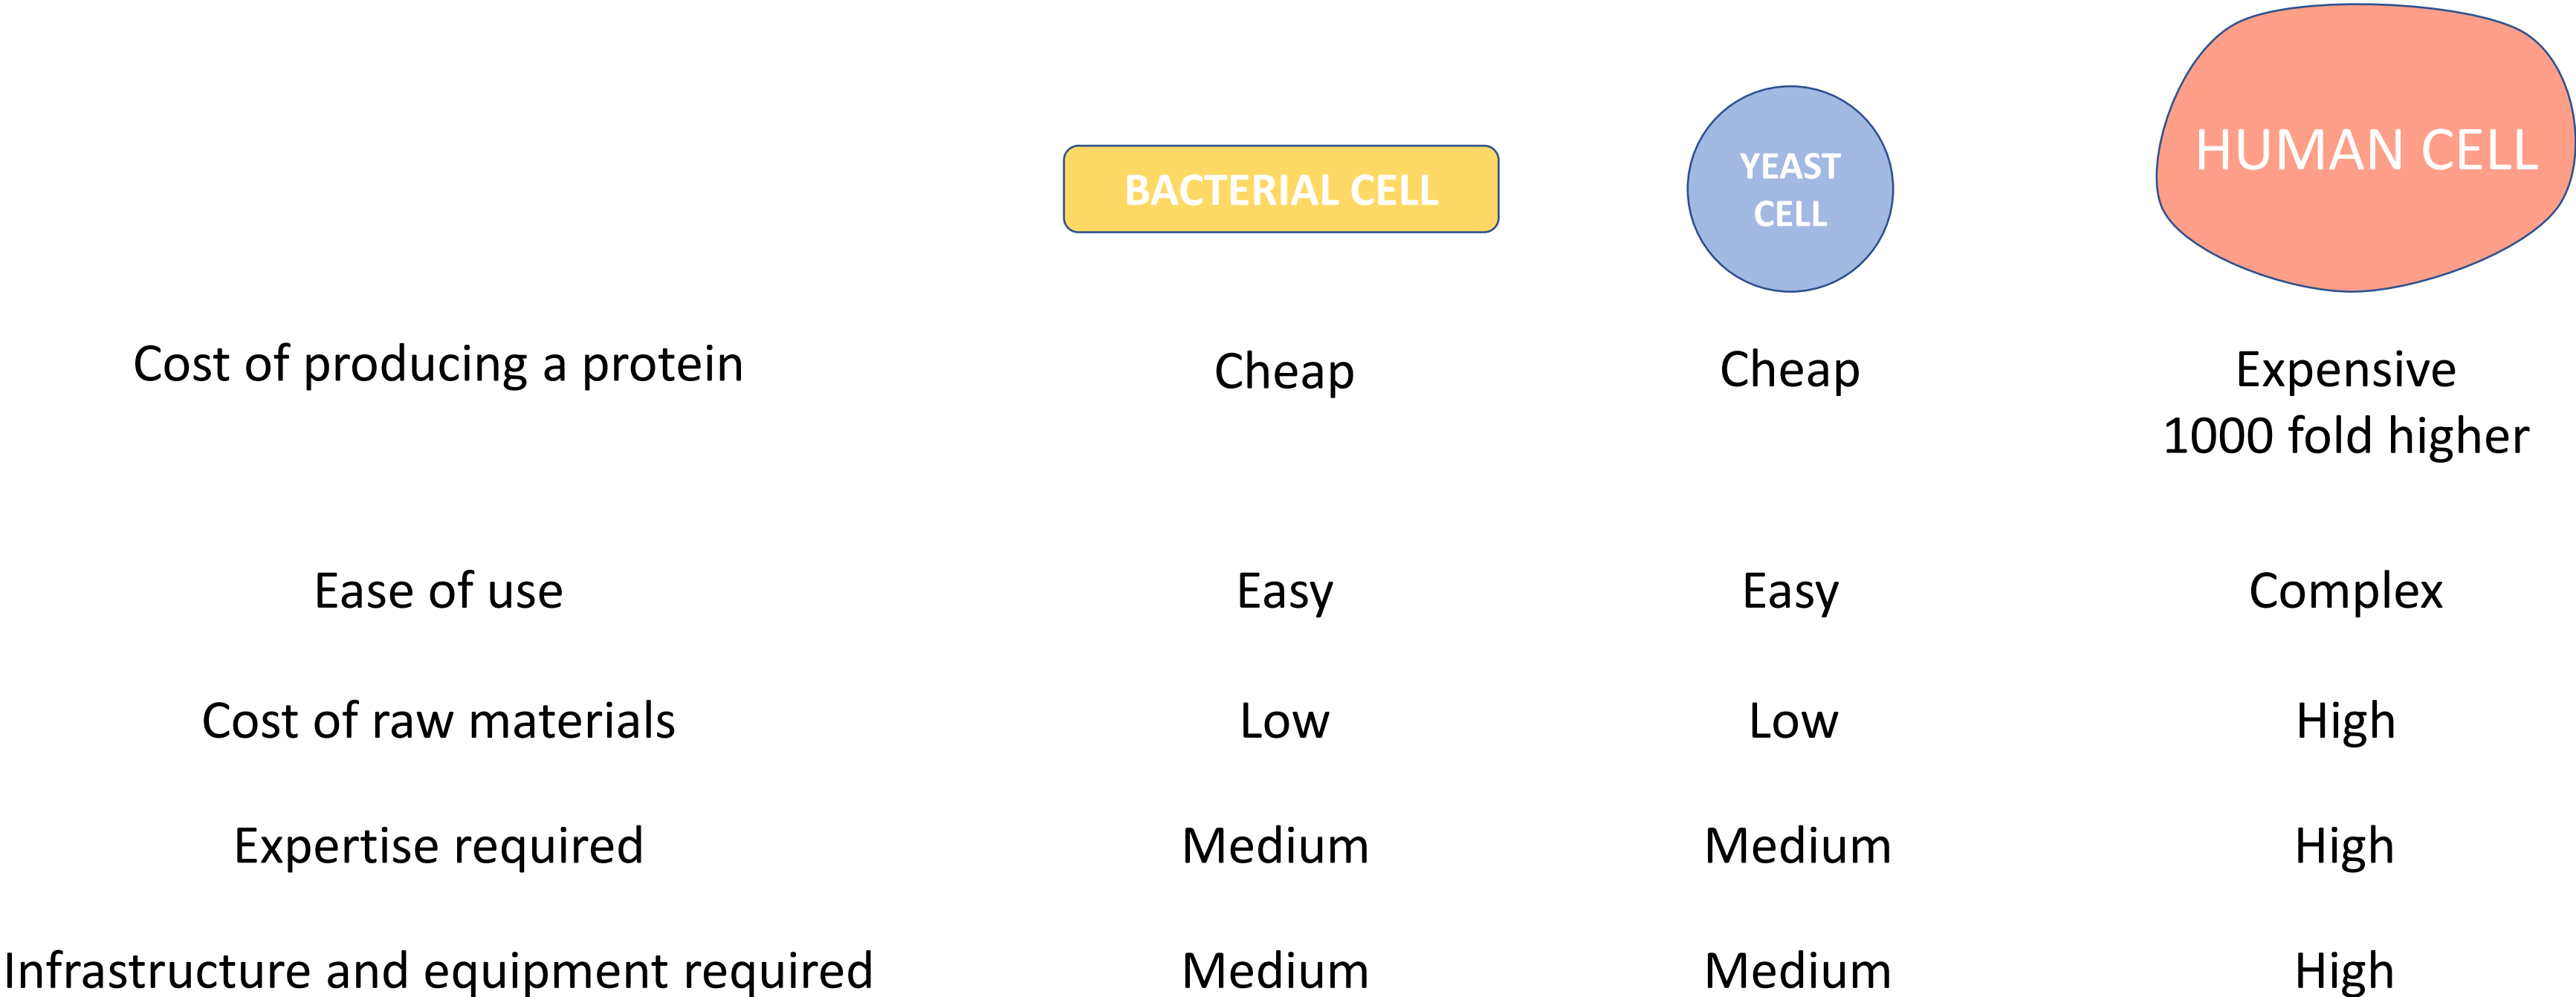 BACTERIAL CELL
YEAST
CELL
HUMAN CELL
Cost of producing a protein
Cheap
Cheap
Expensive
1000 fold higher
Ease of use
Easy
Easy
Complex
Cost of raw materials
Low
Low
High
Expertise required
Medium
Medium
High
Infrastructure and equipment required
Medium
Medium
High